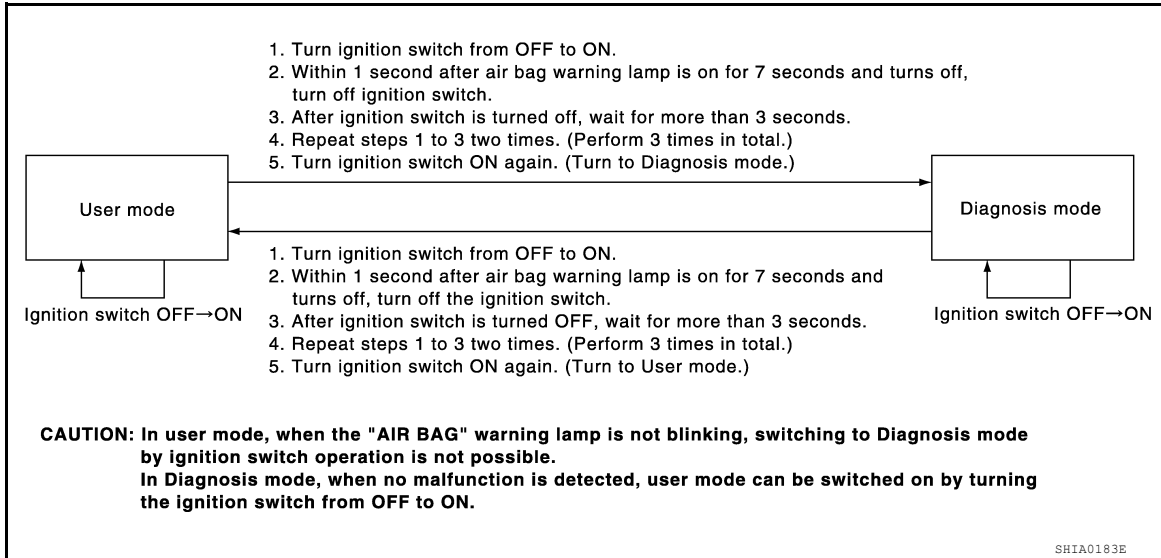 1. Turn ignition switch from OFF to ON.
2. Within 1 second after air bag warning lamp is on for 7 seconds and turns off,
turn off ignition switch.
3. After ignition switch is turned off, wait for more than 3 seconds.
4. Repeat steps 1 to 3 two times. (Perform 3 times in total.)
5. Turn ignition switch ON again. (Turn to Diagnosis mode.)
User mode
Diagnosis mode
1. Turn ignition switch from OFF to ON.
2. Within 1 second after air bag warning lamp is on for 7 seconds and
turns off, turn off the ignition switch.
3. After ignition switch is turned OFF, wait for more than 3 seconds.
4. Repeat steps 1 to 3 two times. (Perform 3 times in total.)
5. Turn ignition switch ON again. (Turn to User mode.)
Ignition switch OFF→ON
Ignition switch OFF→ON
CAUTION: In user mode, when the "AIR BAG" warning lamp is not blinking, switching to Diagnosis mode
by ignition switch operation is not possible.
In Diagnosis mode, when no malfunction is detected, user mode can be switched on by turning
the ignition switch from OFF to ON.
SHIA0183E